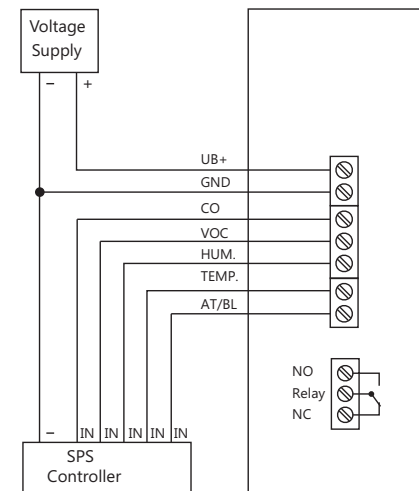 Voltage
Supply
− +
UB+
GND
CO
VOC
HUM.
TEMP.
AT/BL
NO
Relay
NC
− IN IN IN IN IN
SPS
Controller